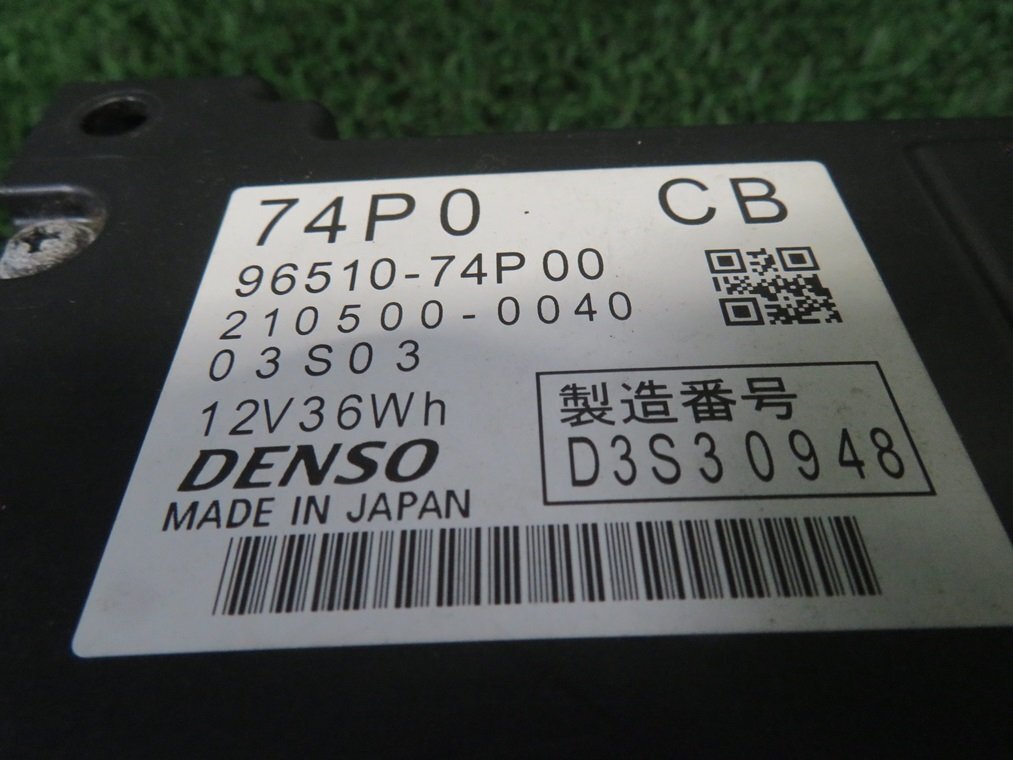 74P0 CB
96510-74P00
210500-0040
03S03
12V36Wh
製造番号
D3S30948
DENSO
MADE IN JAPAN